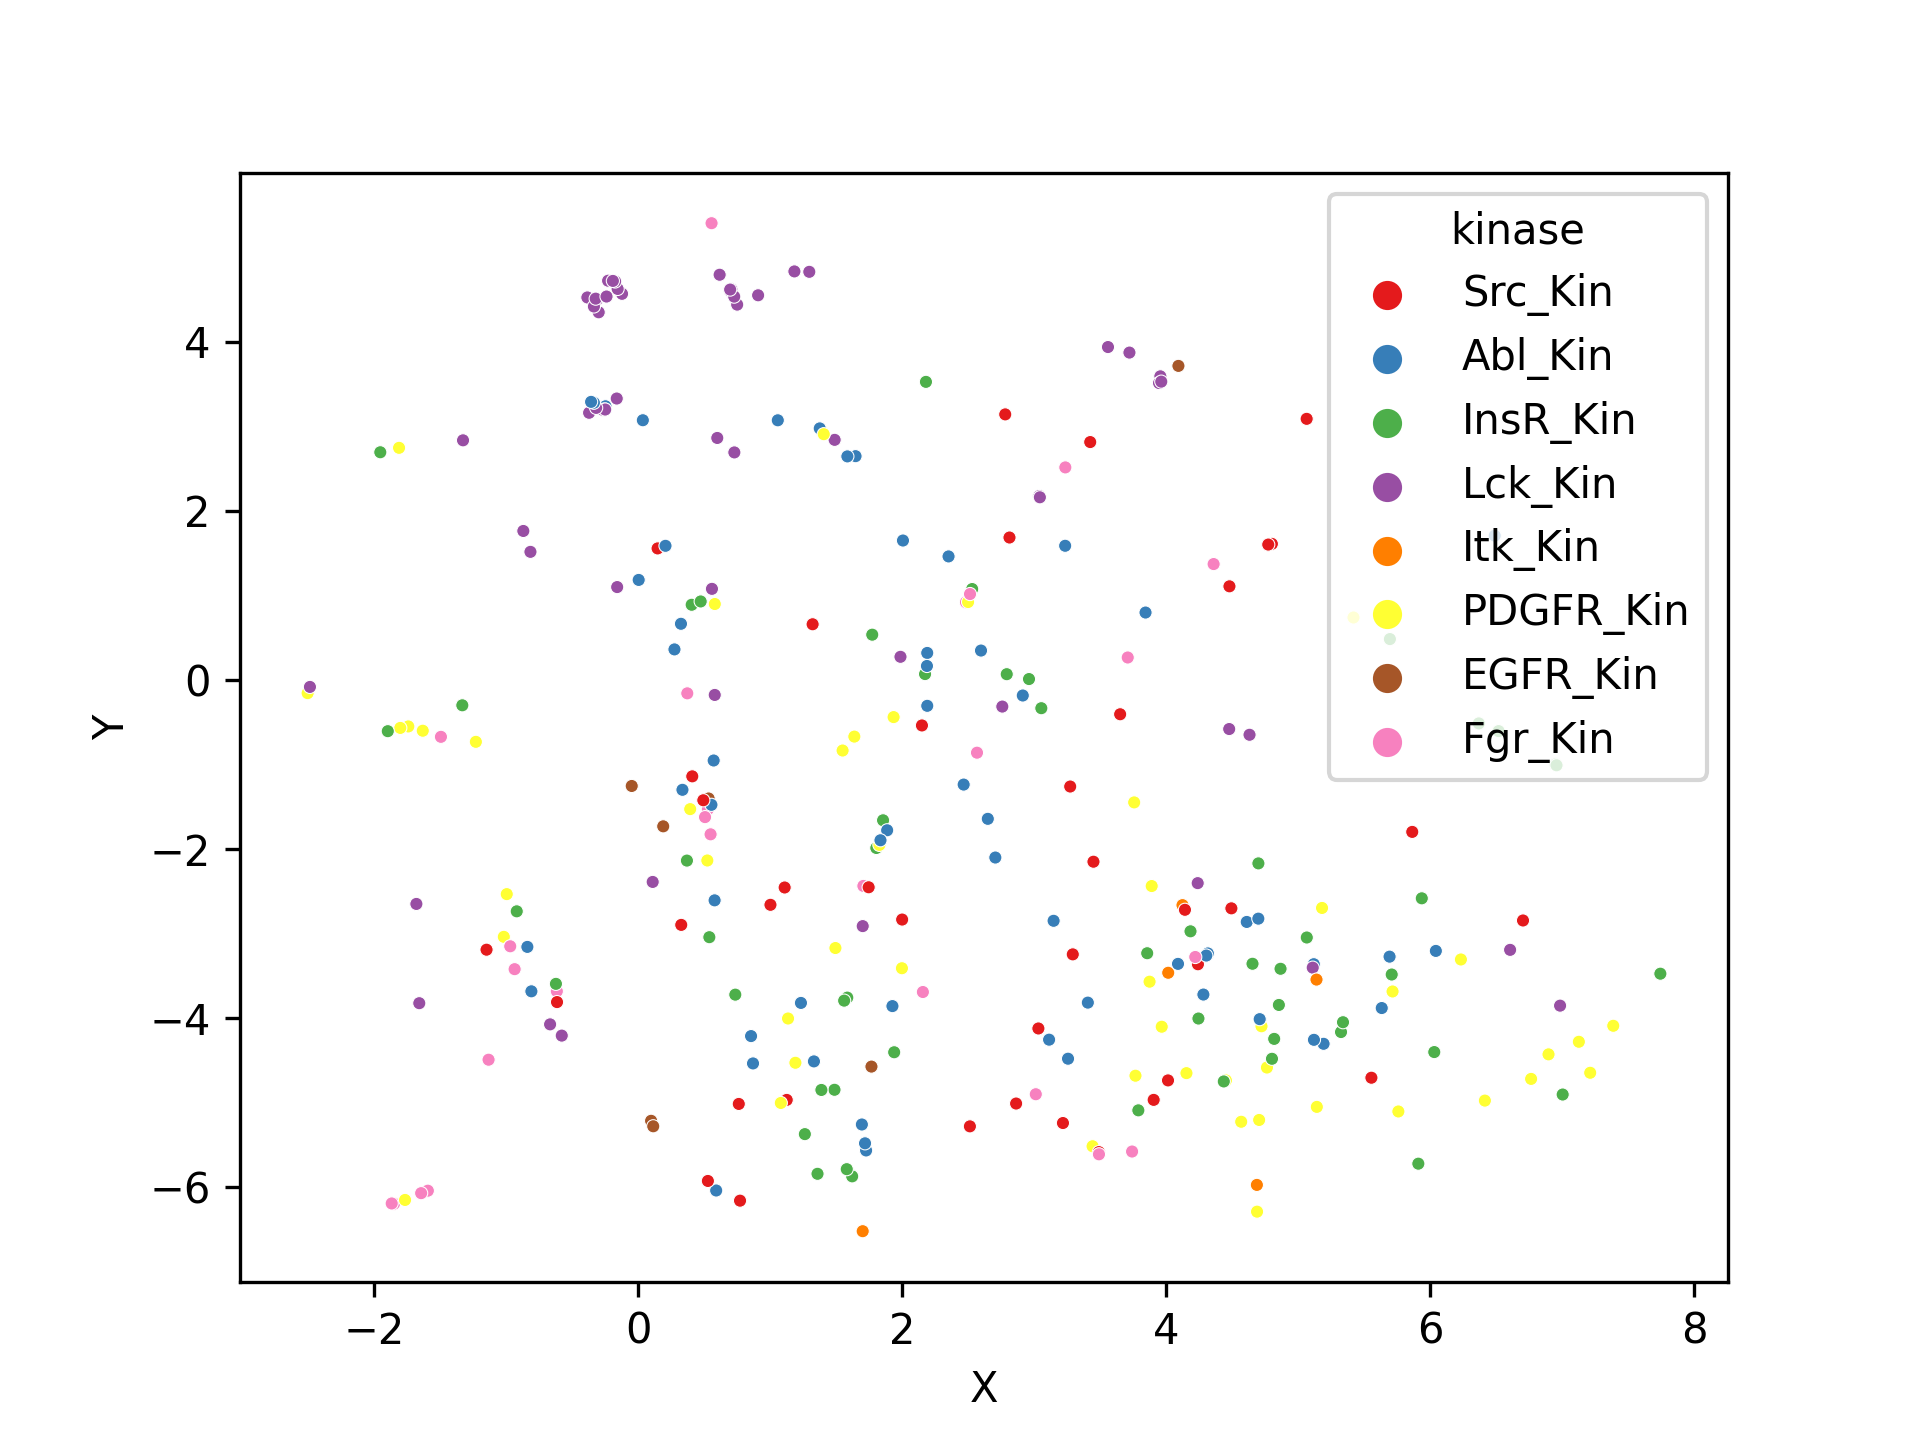 kinase
Src_Kin
Abl_Kin
InsR_Kin
Lck_Kin
Itk_Kin
PDGFR_Kin
EGFR_Kin
Fgr_Kin
4
2
0
−2
−4
−6
Y
−2 0 2 4 6 8
X